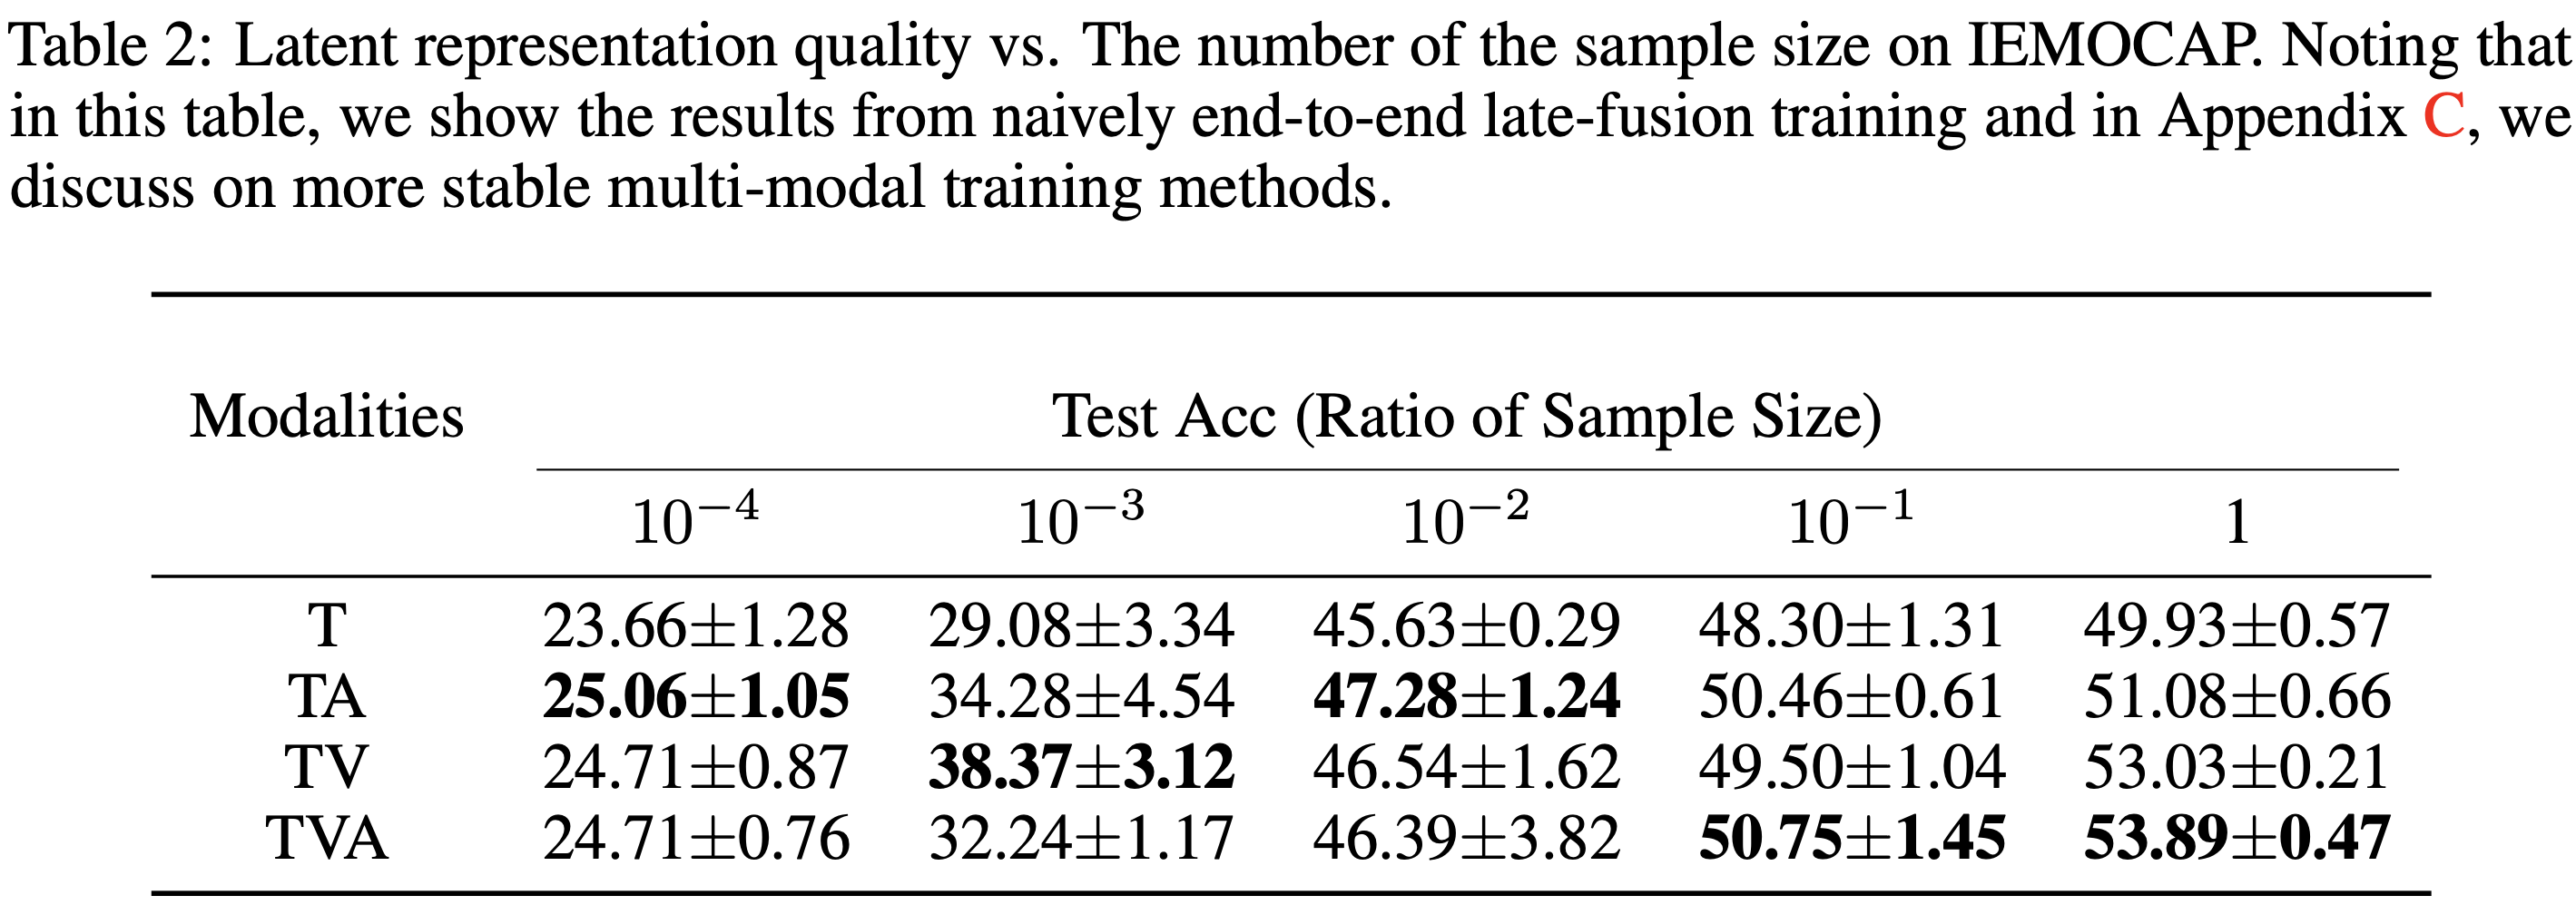 Table 2: Latent representation quality vs. The number of the sample size on IEMOCAP. Noting that
in this table, we show the results from naively end-to-end late-fusion training and in Appendix C, we
discuss on more stable multi-modal training methods.
Modalities Test Acc (Ratio of Sample Size)
10⁻⁴ 10⁻³ 10⁻² 10⁻¹ 1
T 23.66±1.28 29.08±3.34 45.63±0.29 48.30±1.31 49.93±0.57
TA 25.06±1.05 34.28±4.54 47.28±1.24 50.46±0.61 51.08±0.66
TV 24.71±0.87 38.37±3.12 46.54±1.62 49.50±1.04 53.03±0.21
TVA 24.71±0.76 32.24±1.17 46.39±3.82 50.75±1.45 53.89±0.47